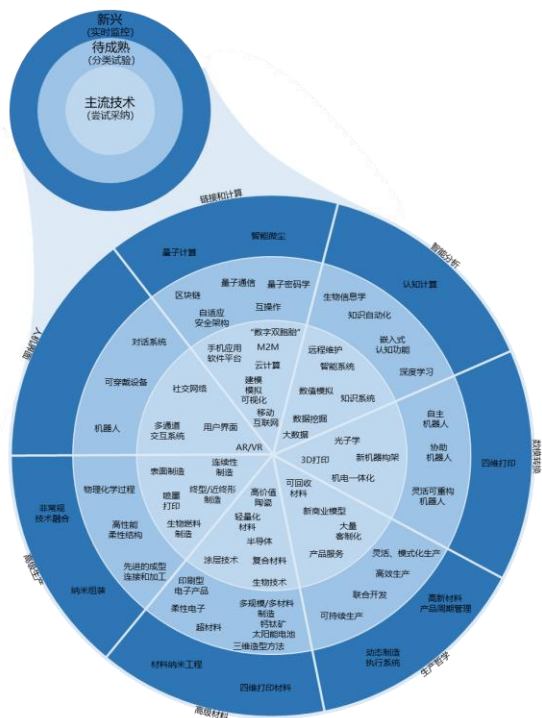 新兴
(实时监控)
待成熟
(分类试验)
主流技术
(尝试采纳)
链接和计算
智能微尘
量子计算
量子通信
量子密码学
区块链
互操作
自适应
安全架构
"数字双胞胎"
手机应用
软件平台
M2M
云计算
建模
模拟
可视化
移动
互联网
智能分析
认知计算
生物信息学
知识自动化
嵌入式
认知功能
深度学习
远程维护
智能系统
数值模拟
知识系统
数据挖掘
大数据
数模转换
四维打印
自主
机器人
协助
机器人
灵活可重构
机器人
光子学
3D打印
新机器构架
机电一体化
生产哲学
高新材料
产品周期管理
动态制造
执行系统
灵活、模式化生产
高效生产
联合开发
可持续生产
可回收
材料
新商业模型
大量
客制化
产品服务
高级材料
四维打印材料
材料纳米工程
印刷型
电子产品
柔性电子
超材料
多规模/多材料
制造
钙钛矿
太阳能电池
三维造型方法
高价值
陶瓷
轻量化
材料
半导体
涂层技术
复合材料
生物技术
高级生产
非常规
技术融合
纳米组装
物理化学过程
高性能
柔性结构
先进的成型
连接和加工
连续性
制造
表面制造
终型/近终形
制造
喷墨
打印
生物燃料
制造
人机界面
对话系统
可穿戴设备
机器人
社交网络
多通道
交互系统
用户界面
AR/VR